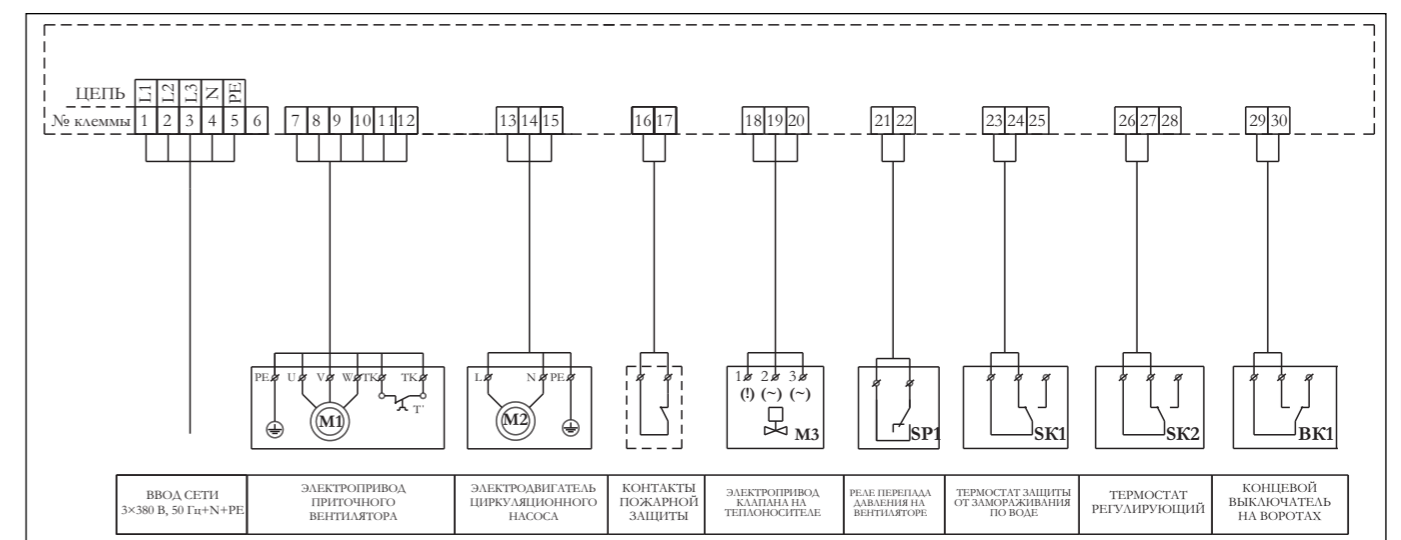 ЦЕПЬ L1 L2 L3 N PE
№ клеммы 1 2 3 4 5 6 7 8 9 10 11 12 13 14 15 16 17 18 19 20 21 22 23 24 25 26 27 28 29 30
PE U V W TK TK L N PE 1 2 3
(!) (~) (~)
T°
M1 M2 M3 SP1 SK1 SK2 BK1
ВВОД СЕТИ
3×380 В, 50 Гц+N+PE
ЭЛЕКТРОПРИВОД
ПРИТОЧНОГО
ВЕНТИЛЯТОРА
ЭЛЕКТРОДВИГАТЕЛЬ
ЦИРКУЛЯЦИОННОГО
НАСОСА
КОНТАКТЫ
ПОЖАРНОЙ
ЗАЩИТЫ
ЭЛЕКТРОПРИВОД
КЛАПАНА НА
ТЕПЛОНОСИТЕЛЕ
РЕЛЕ ПЕРЕПАДА
ДАВЛЕНИЯ НА
ВЕНТИЛЯТОРЕ
ТЕРМОСТАТ ЗАЩИТЫ
ОТ ЗАМОРАЖИВАНИЯ
ПО ВОДЕ
ТЕРМОСТАТ
РЕГУЛИРУЮЩИЙ
КОНЦЕВОЙ
ВЫКЛЮЧАТЕЛЬ
НА ВОРОТАХ